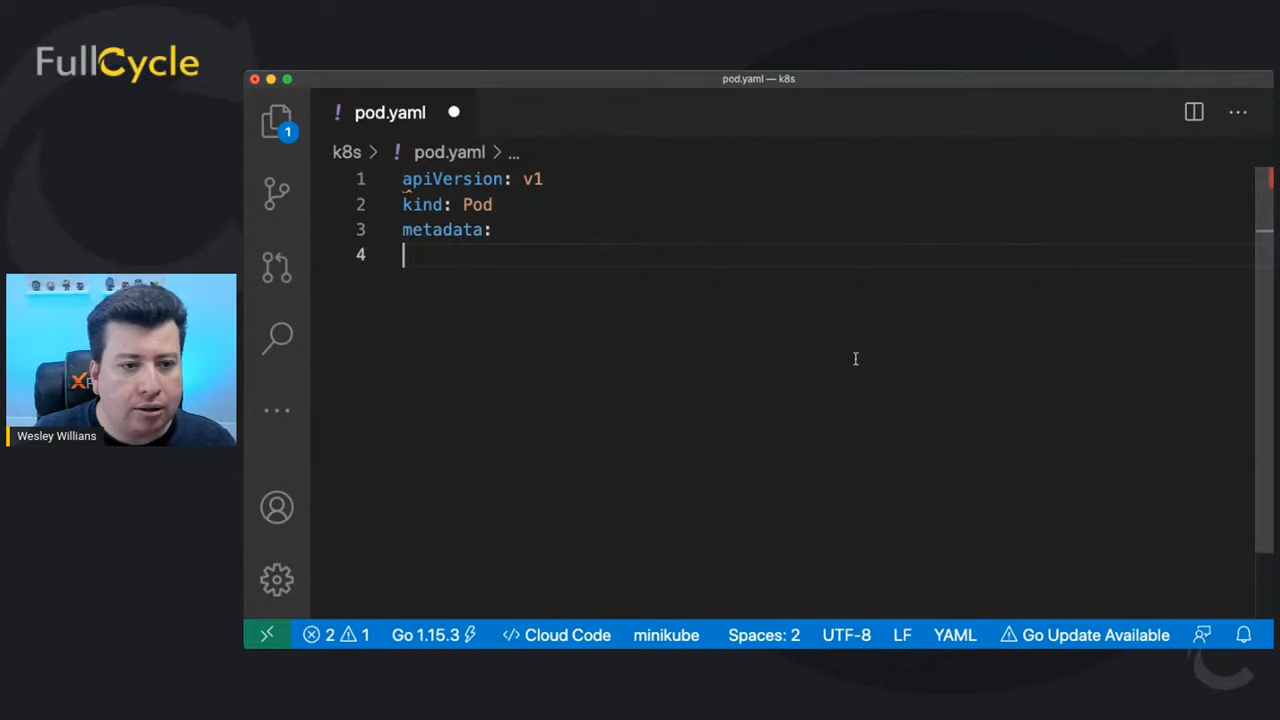 FullCycle
pod.yaml — k8s
! pod.yaml
1
k8s > ! pod.yaml > ...
1 apiVersion: v1
2 kind: Pod
3 metadata:
4
Wesley Willians
2 1 Go 1.15.3 Cloud Code minikube Spaces: 2 UTF-8 LF YAML Go Update Available